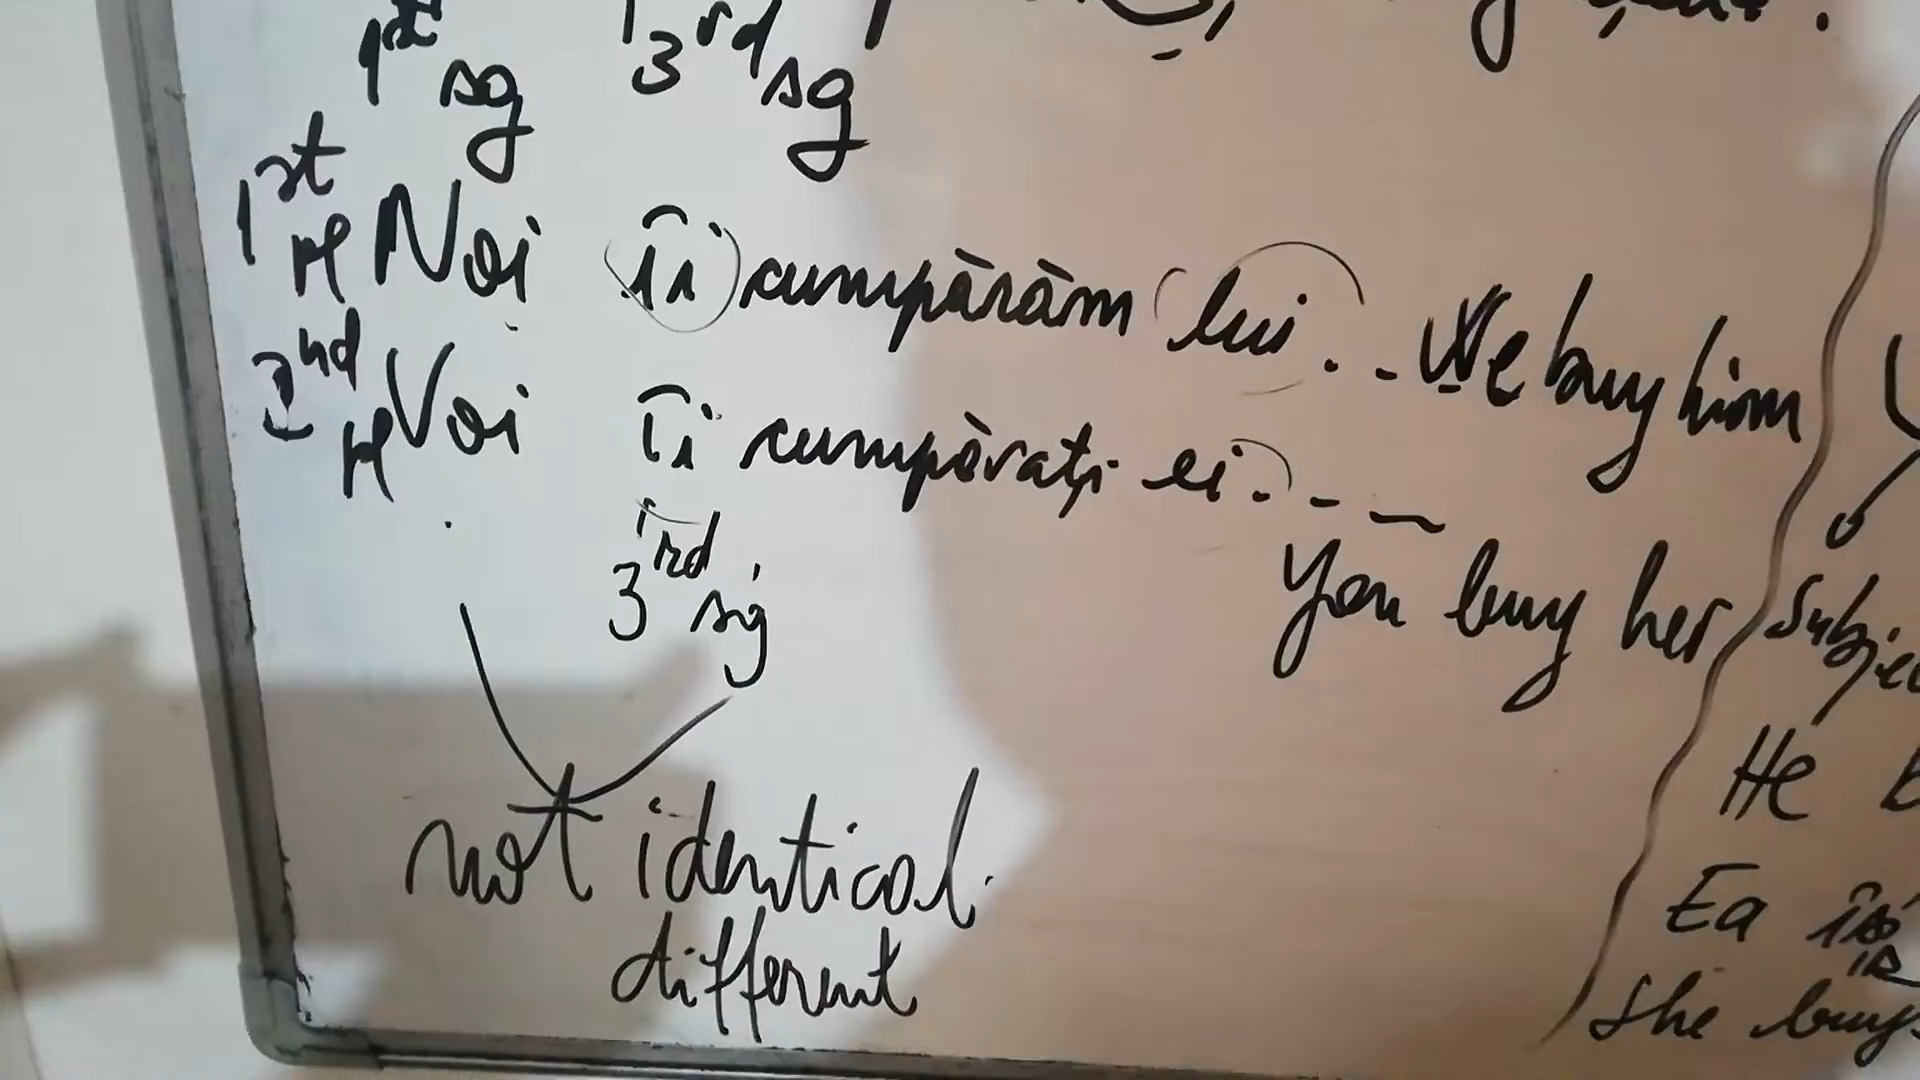 1st sg 3rd sg
1st pl Noi îi cumpărăm lui . - We buy him
2nd pl Voi îi cumpărați ei . - -
3rd sg
You buy her
not identical
different
He
Ea își
She buys